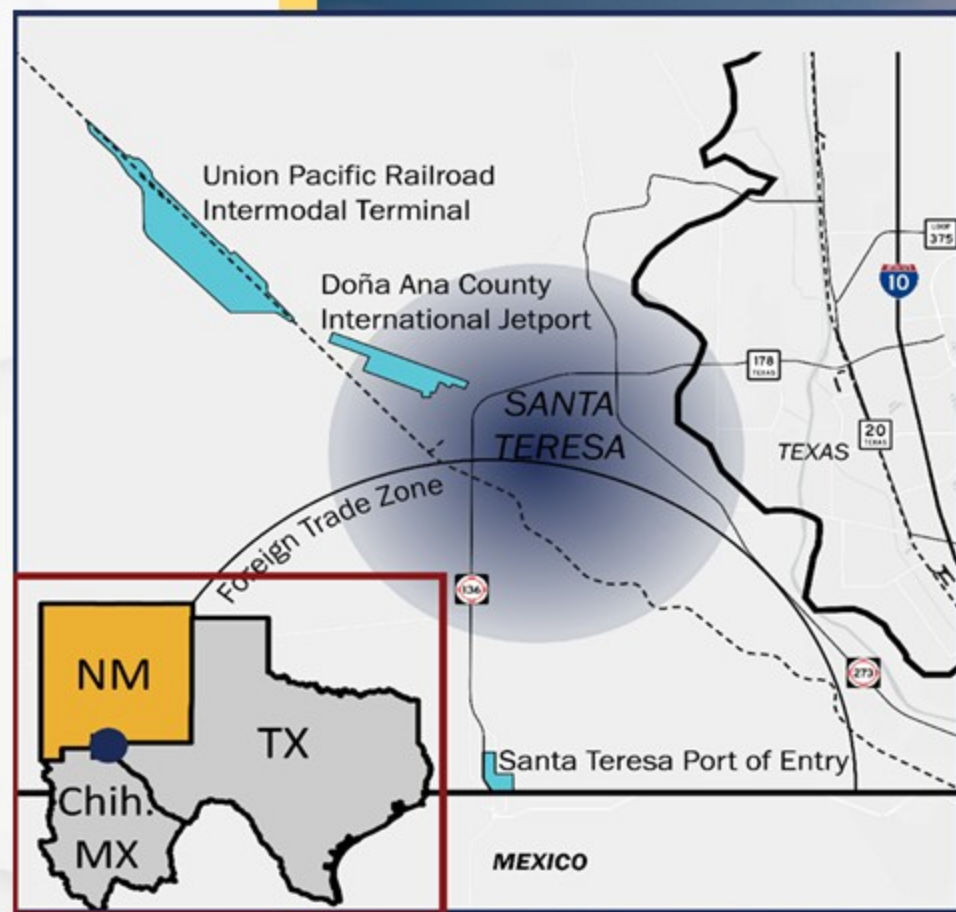 Union Pacific Railroad
Intermodal Terminal
LOOP
375
10
Doña Ana County
International Jetport
178
TEXAS
SANTA
TERESA
20
TEXAS
TEXAS
Foreign Trade Zone
136
273
NM
TX
Santa Teresa Port of Entry
Chih.
MX
MEXICO